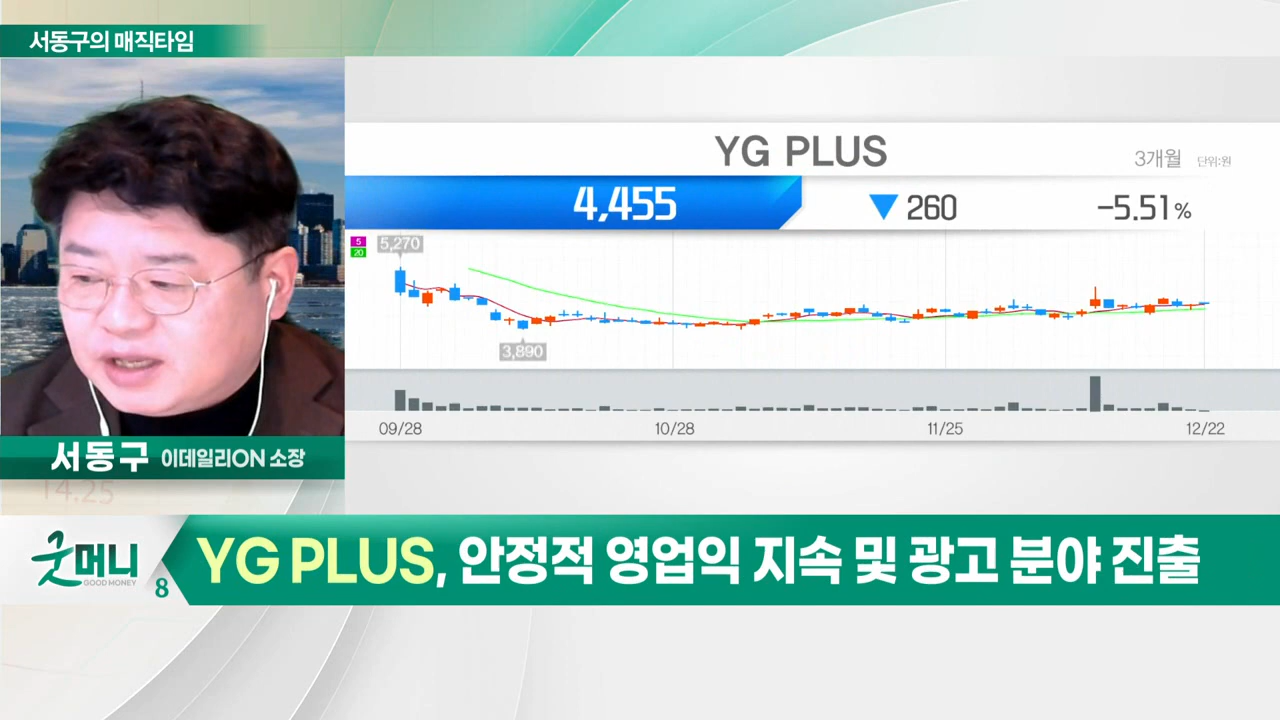 서동구의 매직타임
YG PLUS
3개월 단위:원
4,455 ▼ 260 -5.51%
5
20
5,270
3,890
09/28 10/28 11/25 12/22
서동구 이데일리ON 소장
14.25
굿머니
GOOD MONEY
8
YG PLUS, 안정적 영업익 지속 및 광고 분야 진출